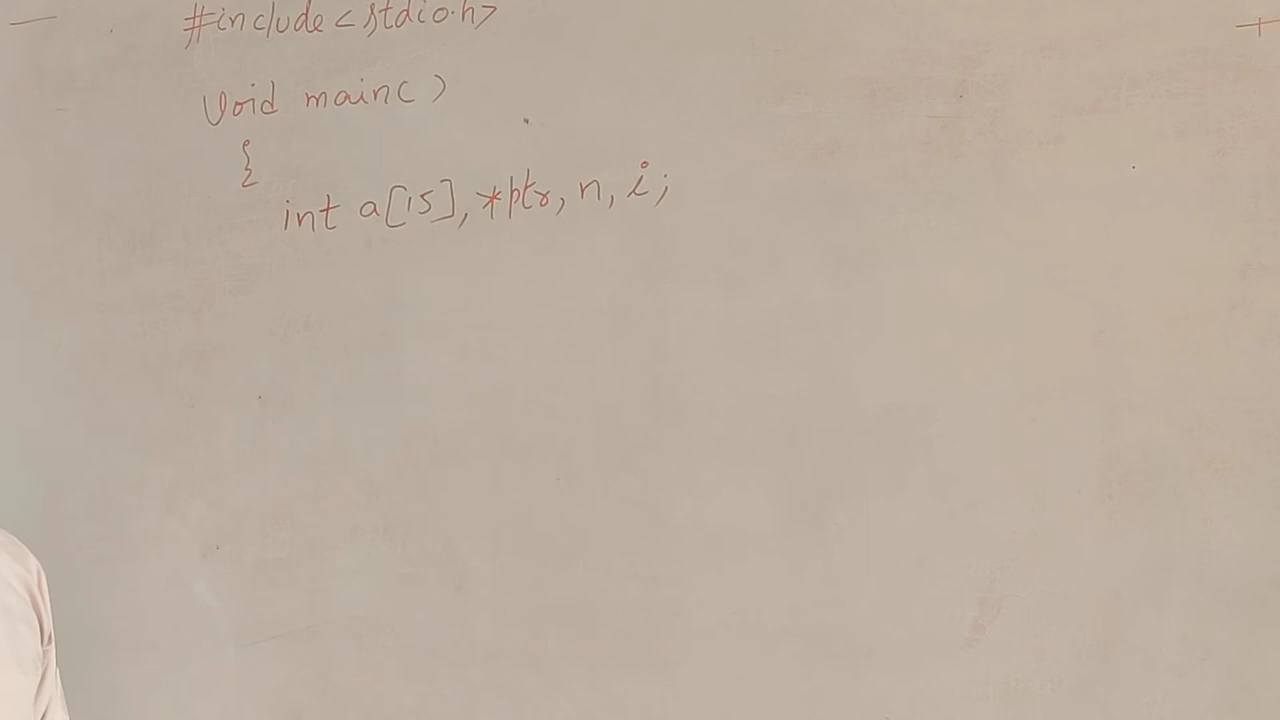 #include<stdio.h>
void main()
{
int a[15], *ptr, n, i;